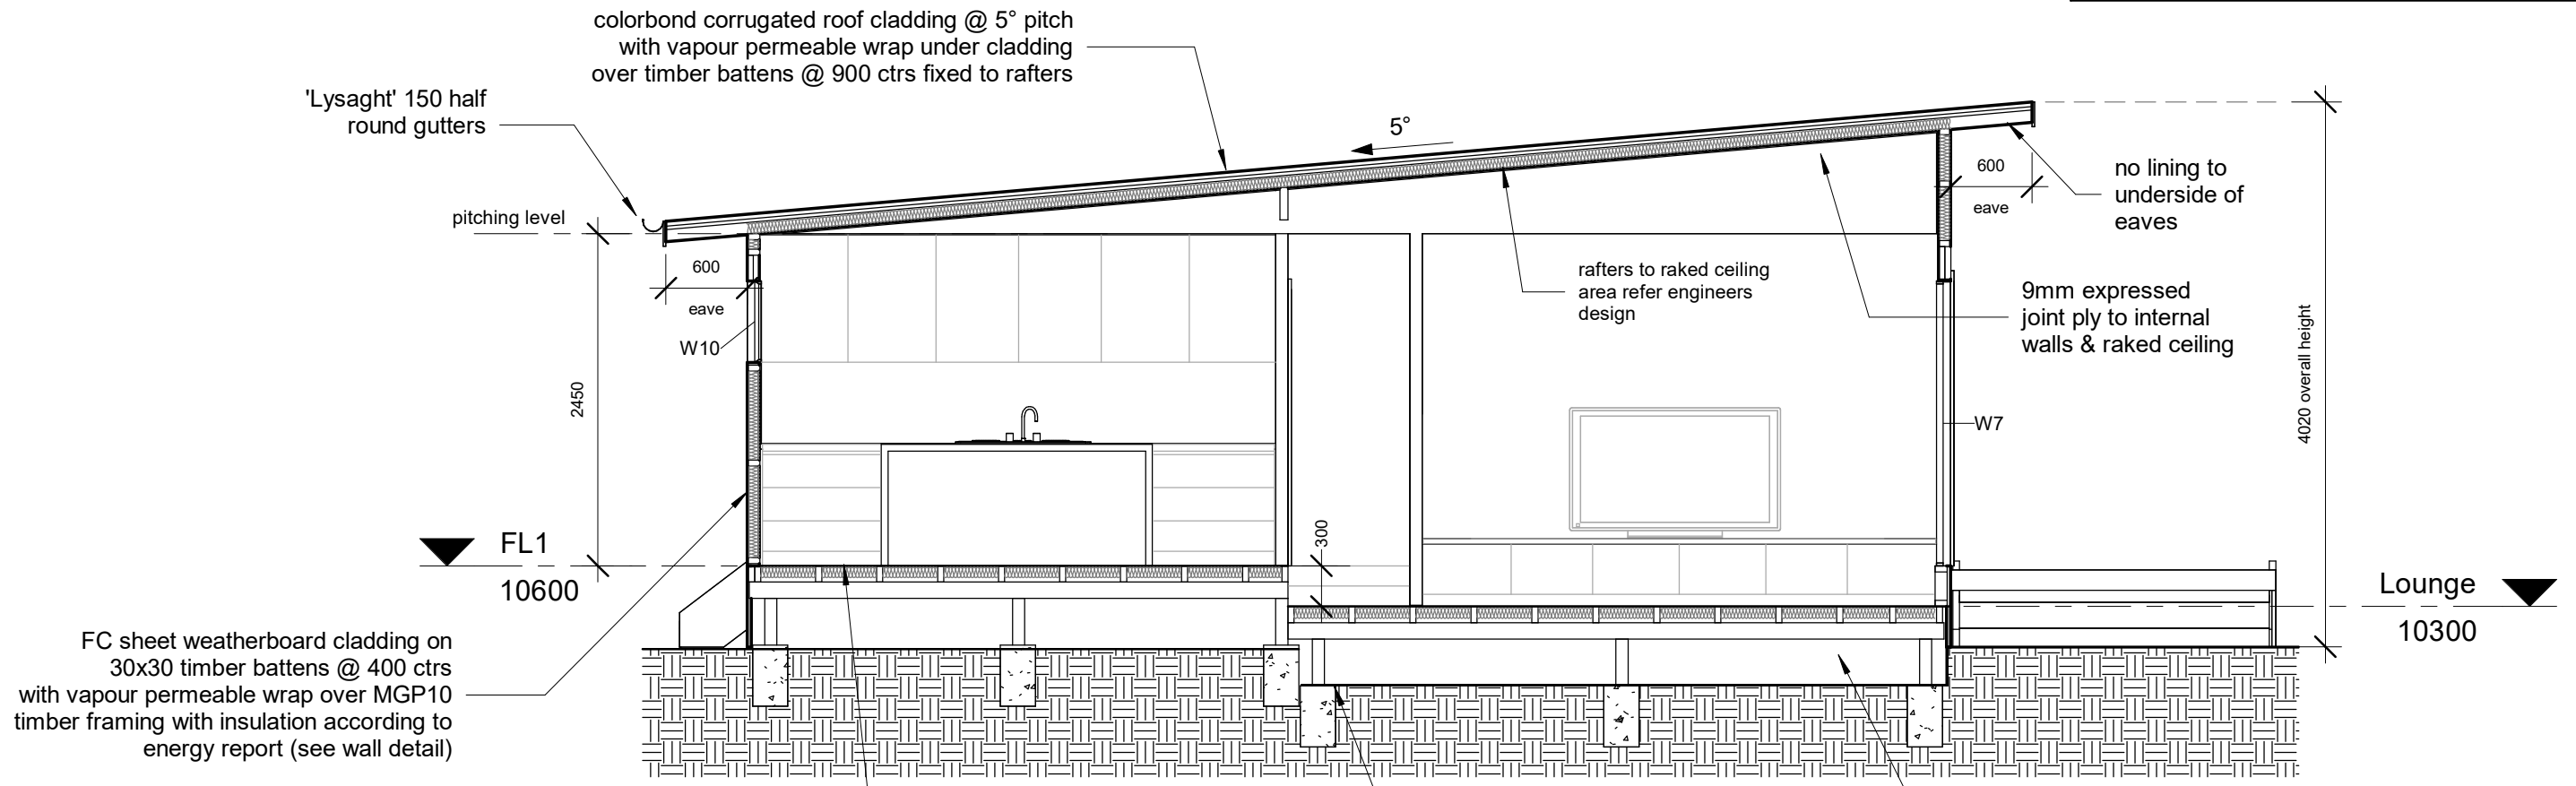 colorbond corrugated roof cladding @ 5° pitch
with vapour permeable wrap under cladding
over timber battens @ 900 ctrs fixed to rafters
'Lysaght' 150 half
round gutters
5°
pitching level
600
eave
600
eave
no lining to
underside of
eaves
rafters to raked ceiling
area refer engineers
design
9mm expressed
joint ply to internal
walls & raked ceiling
4020 overall height
W10
2450
W7
300
FL1
10600
Lounge
10300
FC sheet weatherboard cladding on
30x30 timber battens @ 400 ctrs
with vapour permeable wrap over MGP10
timber framing with insulation according to
energy report (see wall detail)